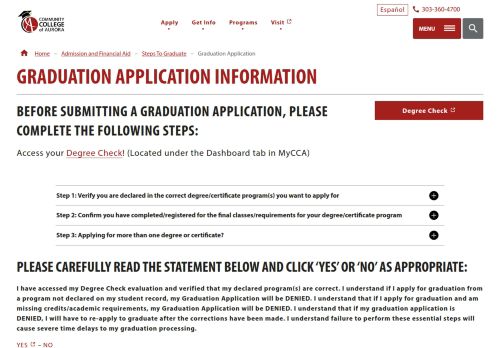 COMMUNITY
COLLEGE
of AURORA
Apply Get Info Programs Visit
Español 303-360-4700
MENU
Home – Admission and Financial Aid – Steps To Graduate – Graduation Application
GRADUATION APPLICATION INFORMATION
BEFORE SUBMITTING A GRADUATION APPLICATION, PLEASE
COMPLETE THE FOLLOWING STEPS:
Degree Check
Access your Degree Check! (Located under the Dashboard tab in MyCCA)
Step 1: Verify you are declared in the correct degree/certificate program(s) you want to apply for
Step 2: Confirm you have completed/registered for the final classes/requirements for your degree/certificate program
Step 3: Applying for more than one degree or certificate?
PLEASE CAREFULLY READ THE STATEMENT BELOW AND CLICK ‘YES’ OR ‘NO’ AS APPROPRIATE:
I have accessed my Degree Check evaluation and verified that my declared program(s) are correct. I understand if I apply for graduation from
a program not declared on my student record, my Graduation Application will be DENIED. I understand that if I apply for graduation and am
missing credits/academic requirements, my Graduation Application will be DENIED. I understand that if my graduation application is
DENIED, I will have to re-apply to graduate after the corrections have been made. I understand failure to perform these essential steps will
cause severe time delays to my graduation processing.
YES – NO